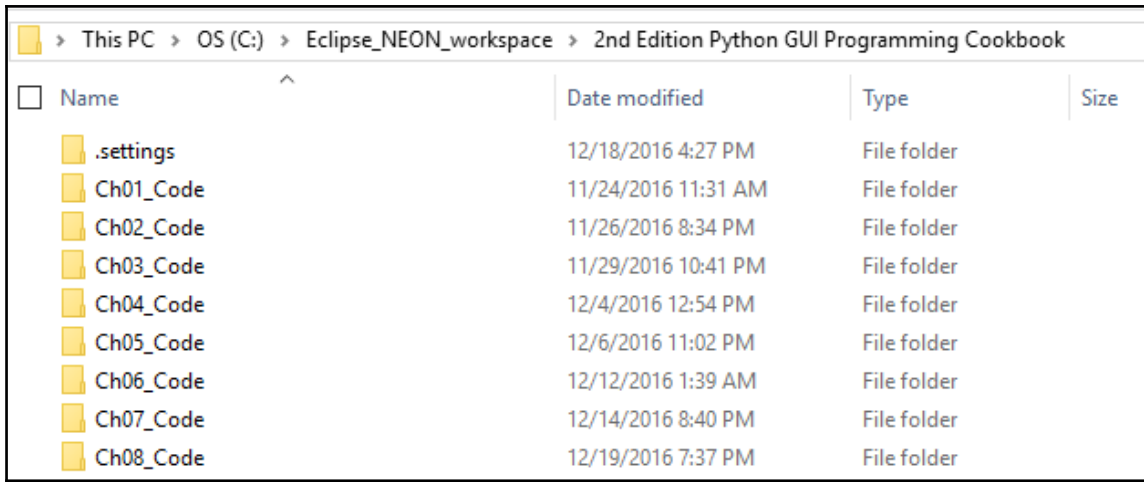 This PC > OS (C:) > Eclipse_NEON_workspace > 2nd Edition Python GUI Programming Cookbook
Name Date modified Type Size
.settings 12/18/2016 4:27 PM File folder
Ch01_Code 11/24/2016 11:31 AM File folder
Ch02_Code 11/26/2016 8:34 PM File folder
Ch03_Code 11/29/2016 10:41 PM File folder
Ch04_Code 12/4/2016 12:54 PM File folder
Ch05_Code 12/6/2016 11:02 PM File folder
Ch06_Code 12/12/2016 1:39 AM File folder
Ch07_Code 12/14/2016 8:40 PM File folder
Ch08_Code 12/19/2016 7:37 PM File folder